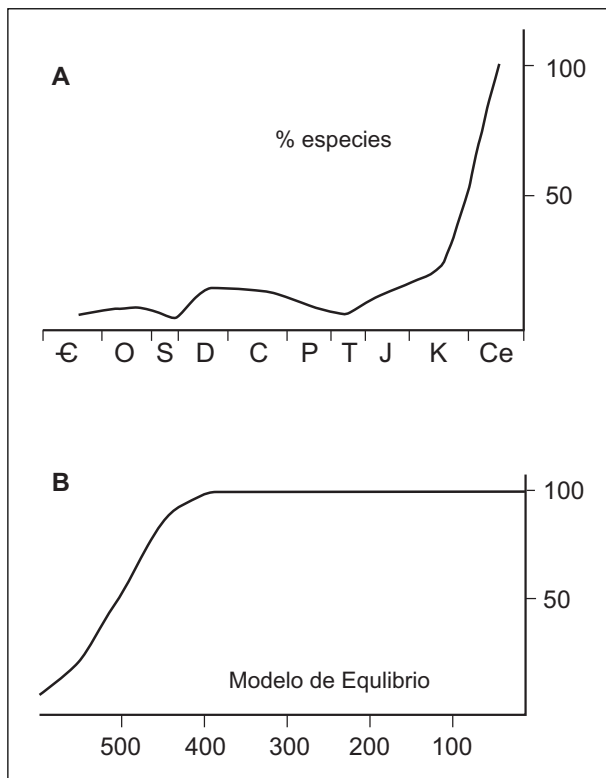 A
100
% especies
50
Є O S D C P T J K Ce
B
100
50
Modelo de Equlibrio
500 400 300 200 100